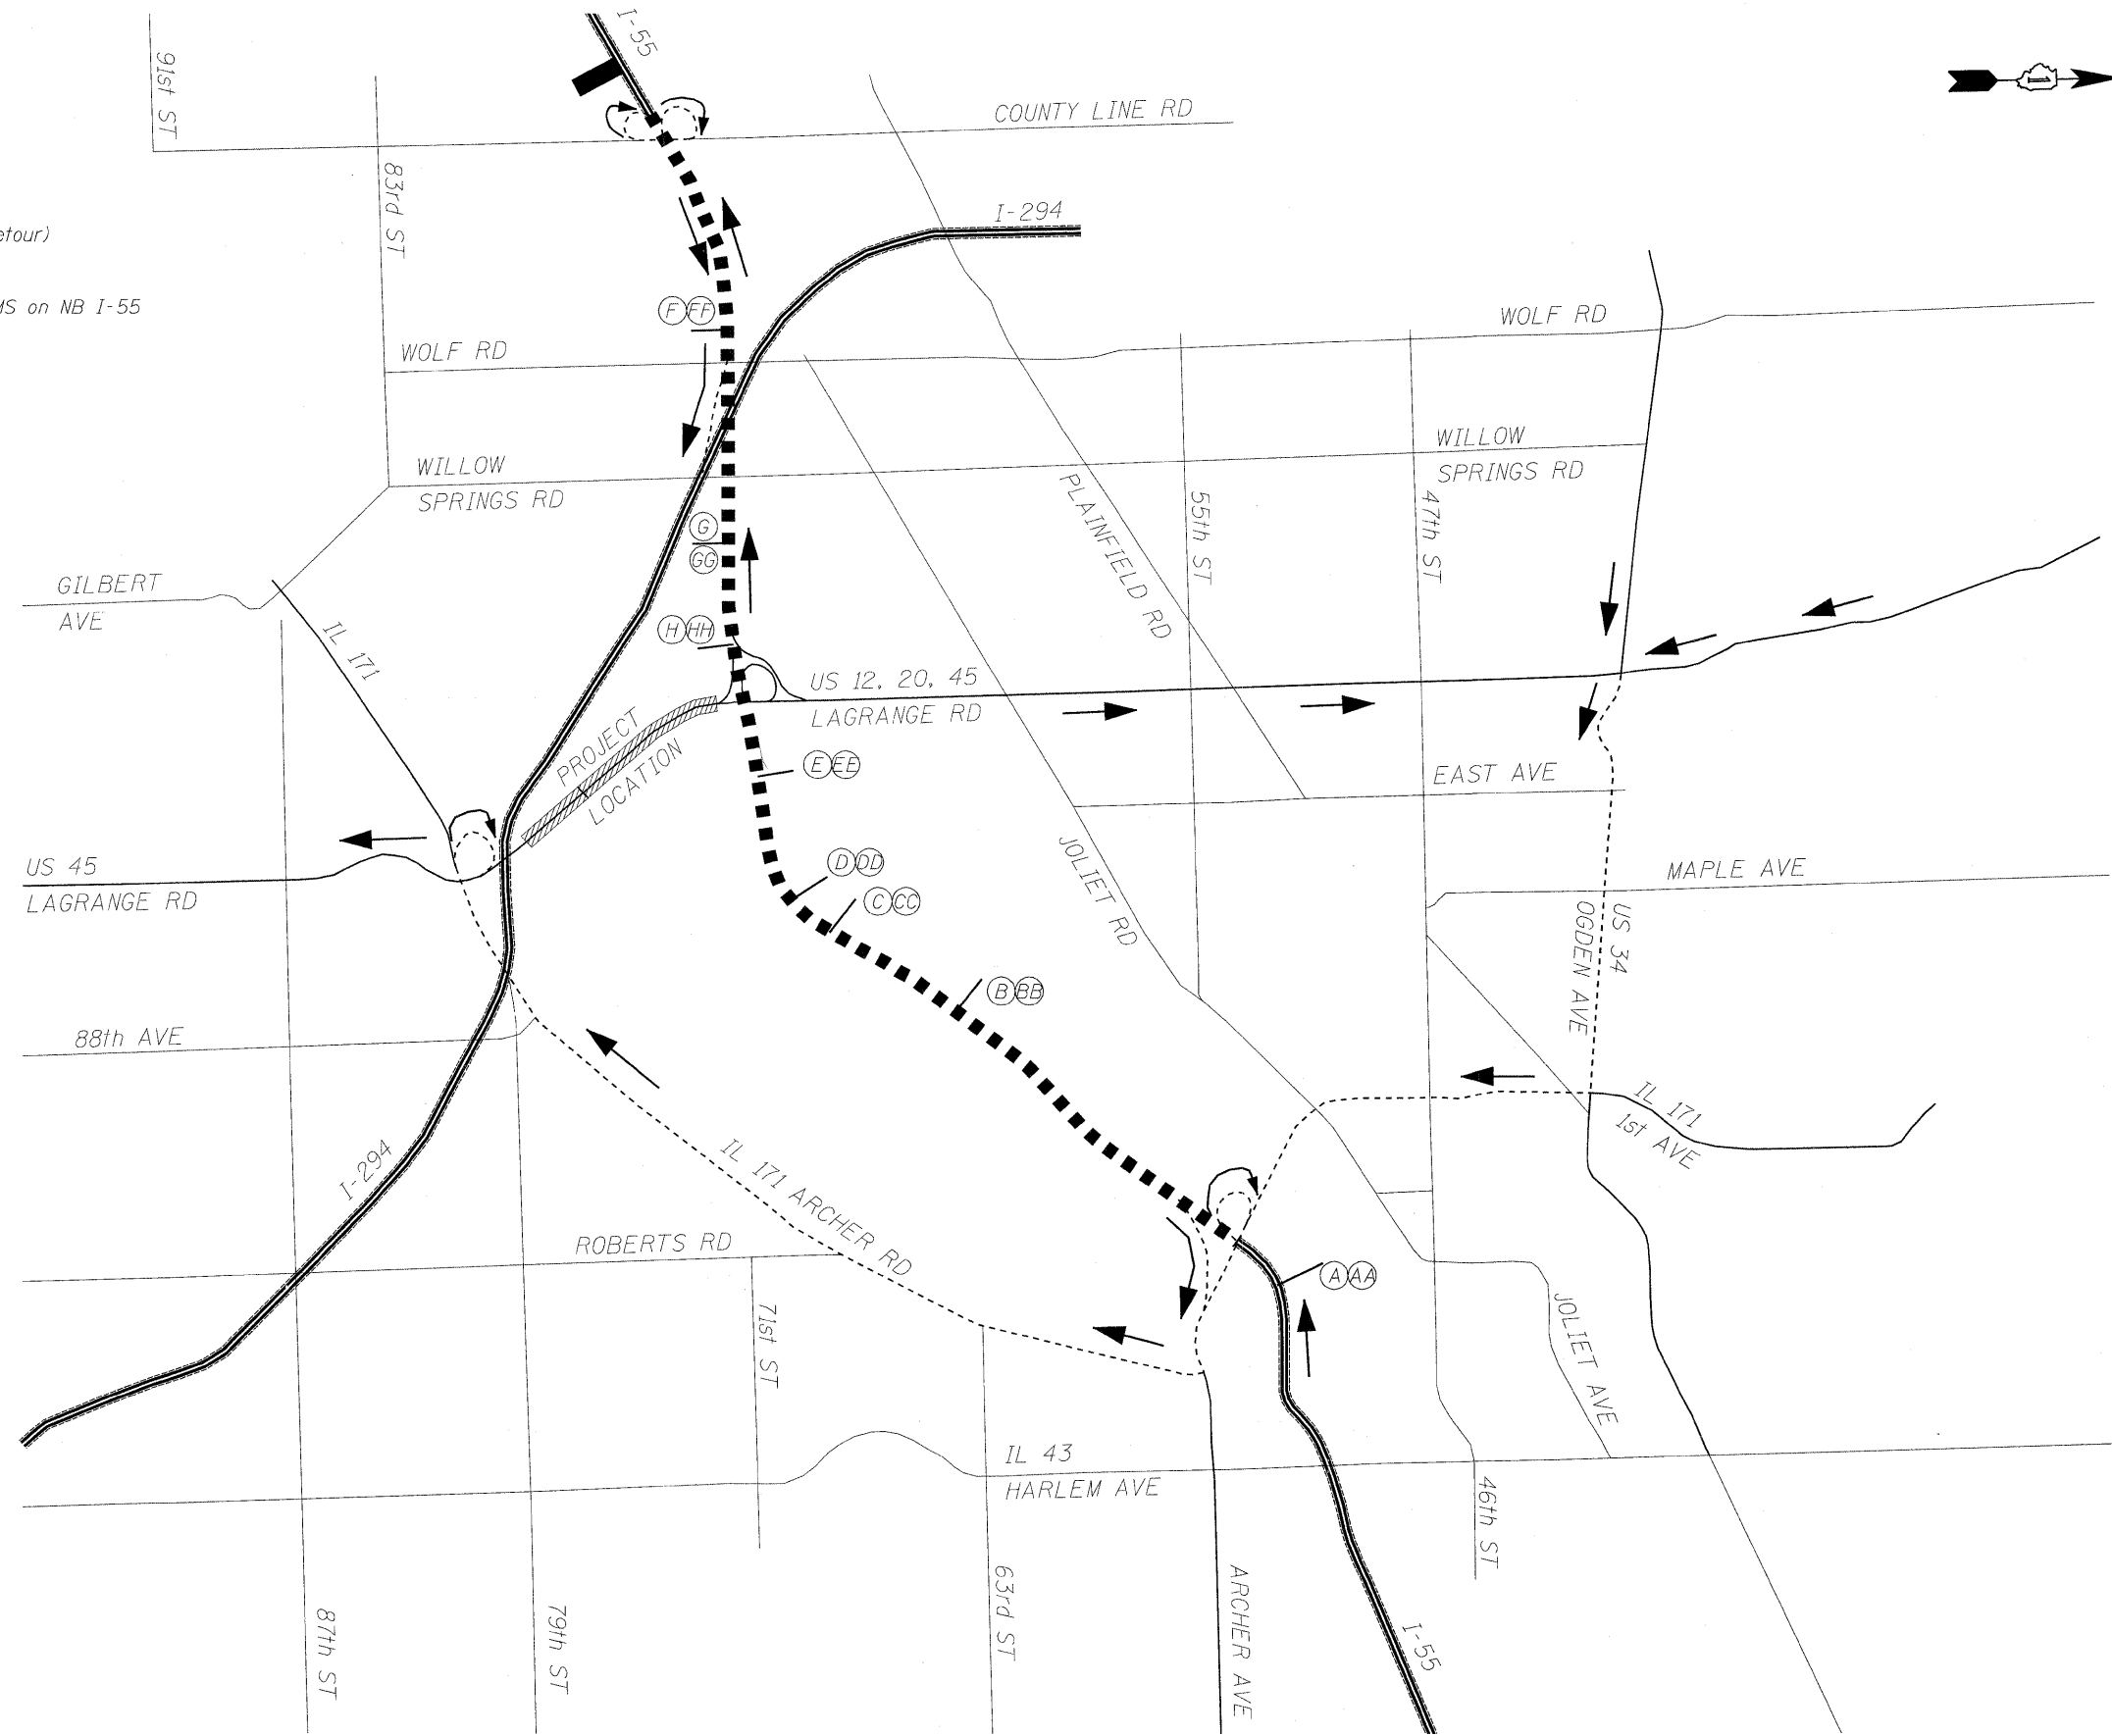 I-55
91st ST
COUNTY LINE RD
83rd ST
I-294
etour)
MS on NB I-55
F FF
WOLF RD
WOLF RD
WILLOW
SPRINGS RD
WILLOW
SPRINGS RD
PLAINFIELD RD
55th ST
47th ST
G
GG
GILBERT
AVE
IL 171
H HH
US 12, 20, 45
LAGRANGE RD
PROJECT
LOCATION
E EE
EAST AVE
D DD
C CC
JOLIET RD
MAPLE AVE
US 45
LAGRANGE RD
US 34
OGDEN AVE
B BB
88th AVE
IL 171
1st AVE
I-294
IL 171 ARCHER RD
ROBERTS RD
A AA
71st ST
JOLIET AVE
IL 43
HARLEM AVE
46th ST
63rd ST
ARCHER AVE
87th ST
79th ST
I-55